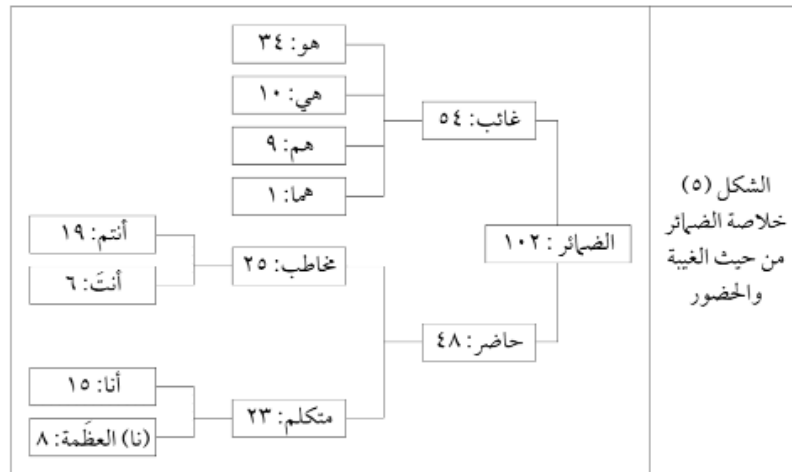 الشكل (٥)
خلاصة الضمائر
من حيث الغيبة
والحضور
الضمائر: ١٠٢
غائب: ٥٤
هو: ٣٤
هي: ١٠
هم: ٩
هما: ١
حاضر: ٤٨
مخاطب: ٢٥
أنتم: ١٩
أنتَ: ٦
متكلم: ٢٣
أنا: ١٥
(نا) العظَمة: ٨